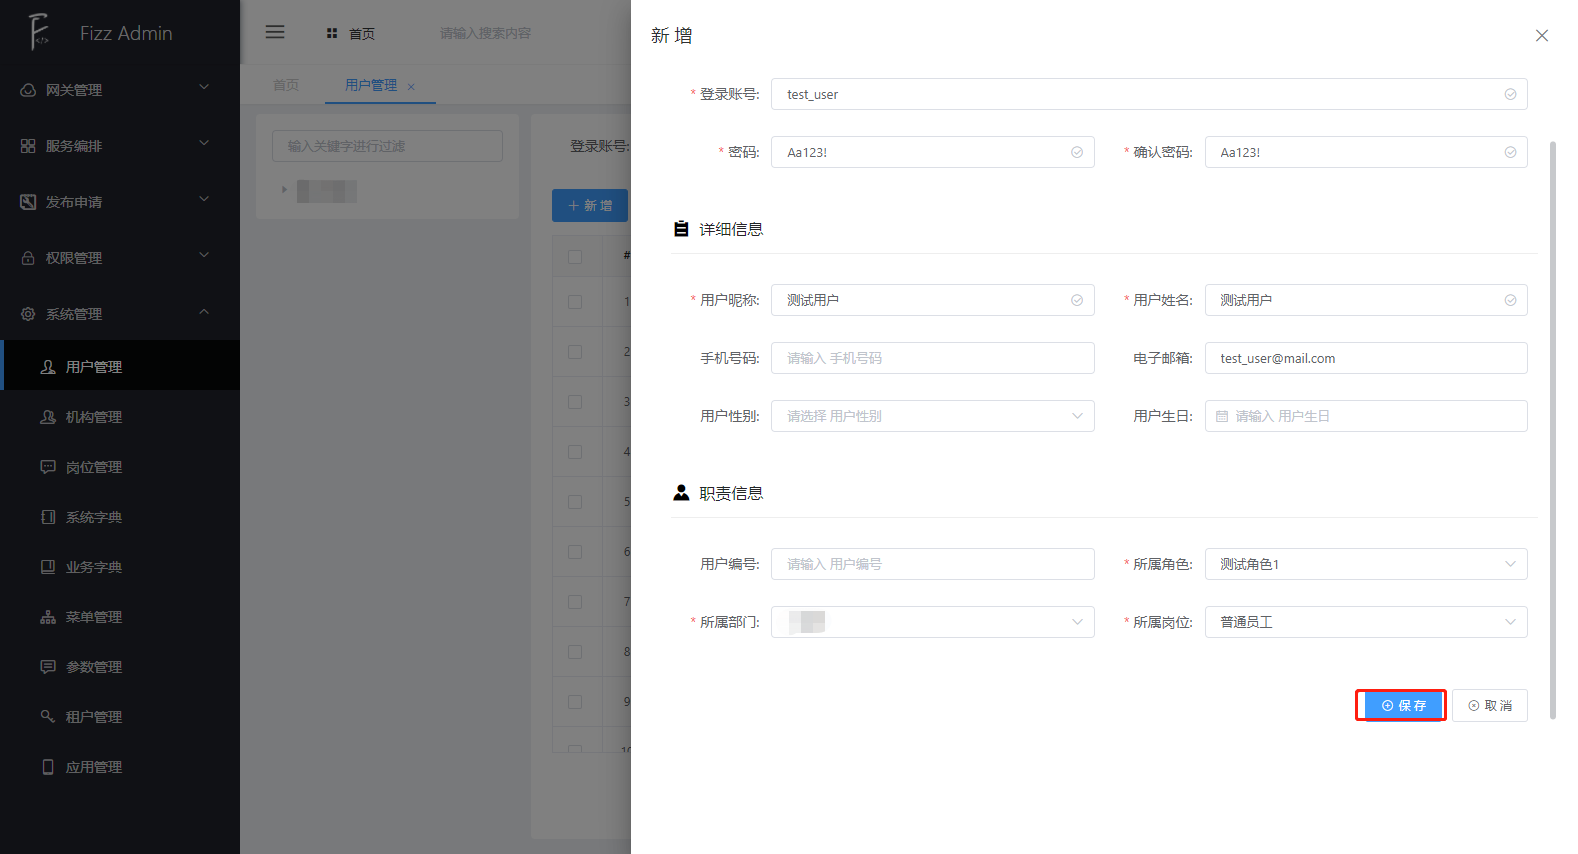 Fizz Admin
网关管理
服务编排
发布申请
权限管理
系统管理
用户管理
机构管理
岗位管理
系统字典
业务字典
菜单管理
参数管理
租户管理
应用管理
首页
请输入搜索内容
首页
用户管理
输入关键字进行过滤
登录账号:
新 增
#
1
2
3
4
5
6
7
8
9
10
新 增
* 登录账号: test_user
* 密码: Aa123! * 确认密码: Aa123!
详细信息
* 用户昵称: 测试用户 * 用户姓名: 测试用户
手机号码: 请输入 手机号码 电子邮箱: test_user@mail.com
用户性别: 请选择 用户性别 用户生日: 请输入 用户生日
职责信息
用户编号: 请输入 用户编号 * 所属角色: 测试角色1
* 所属部门: * 所属岗位: 普通员工
保 存 取 消